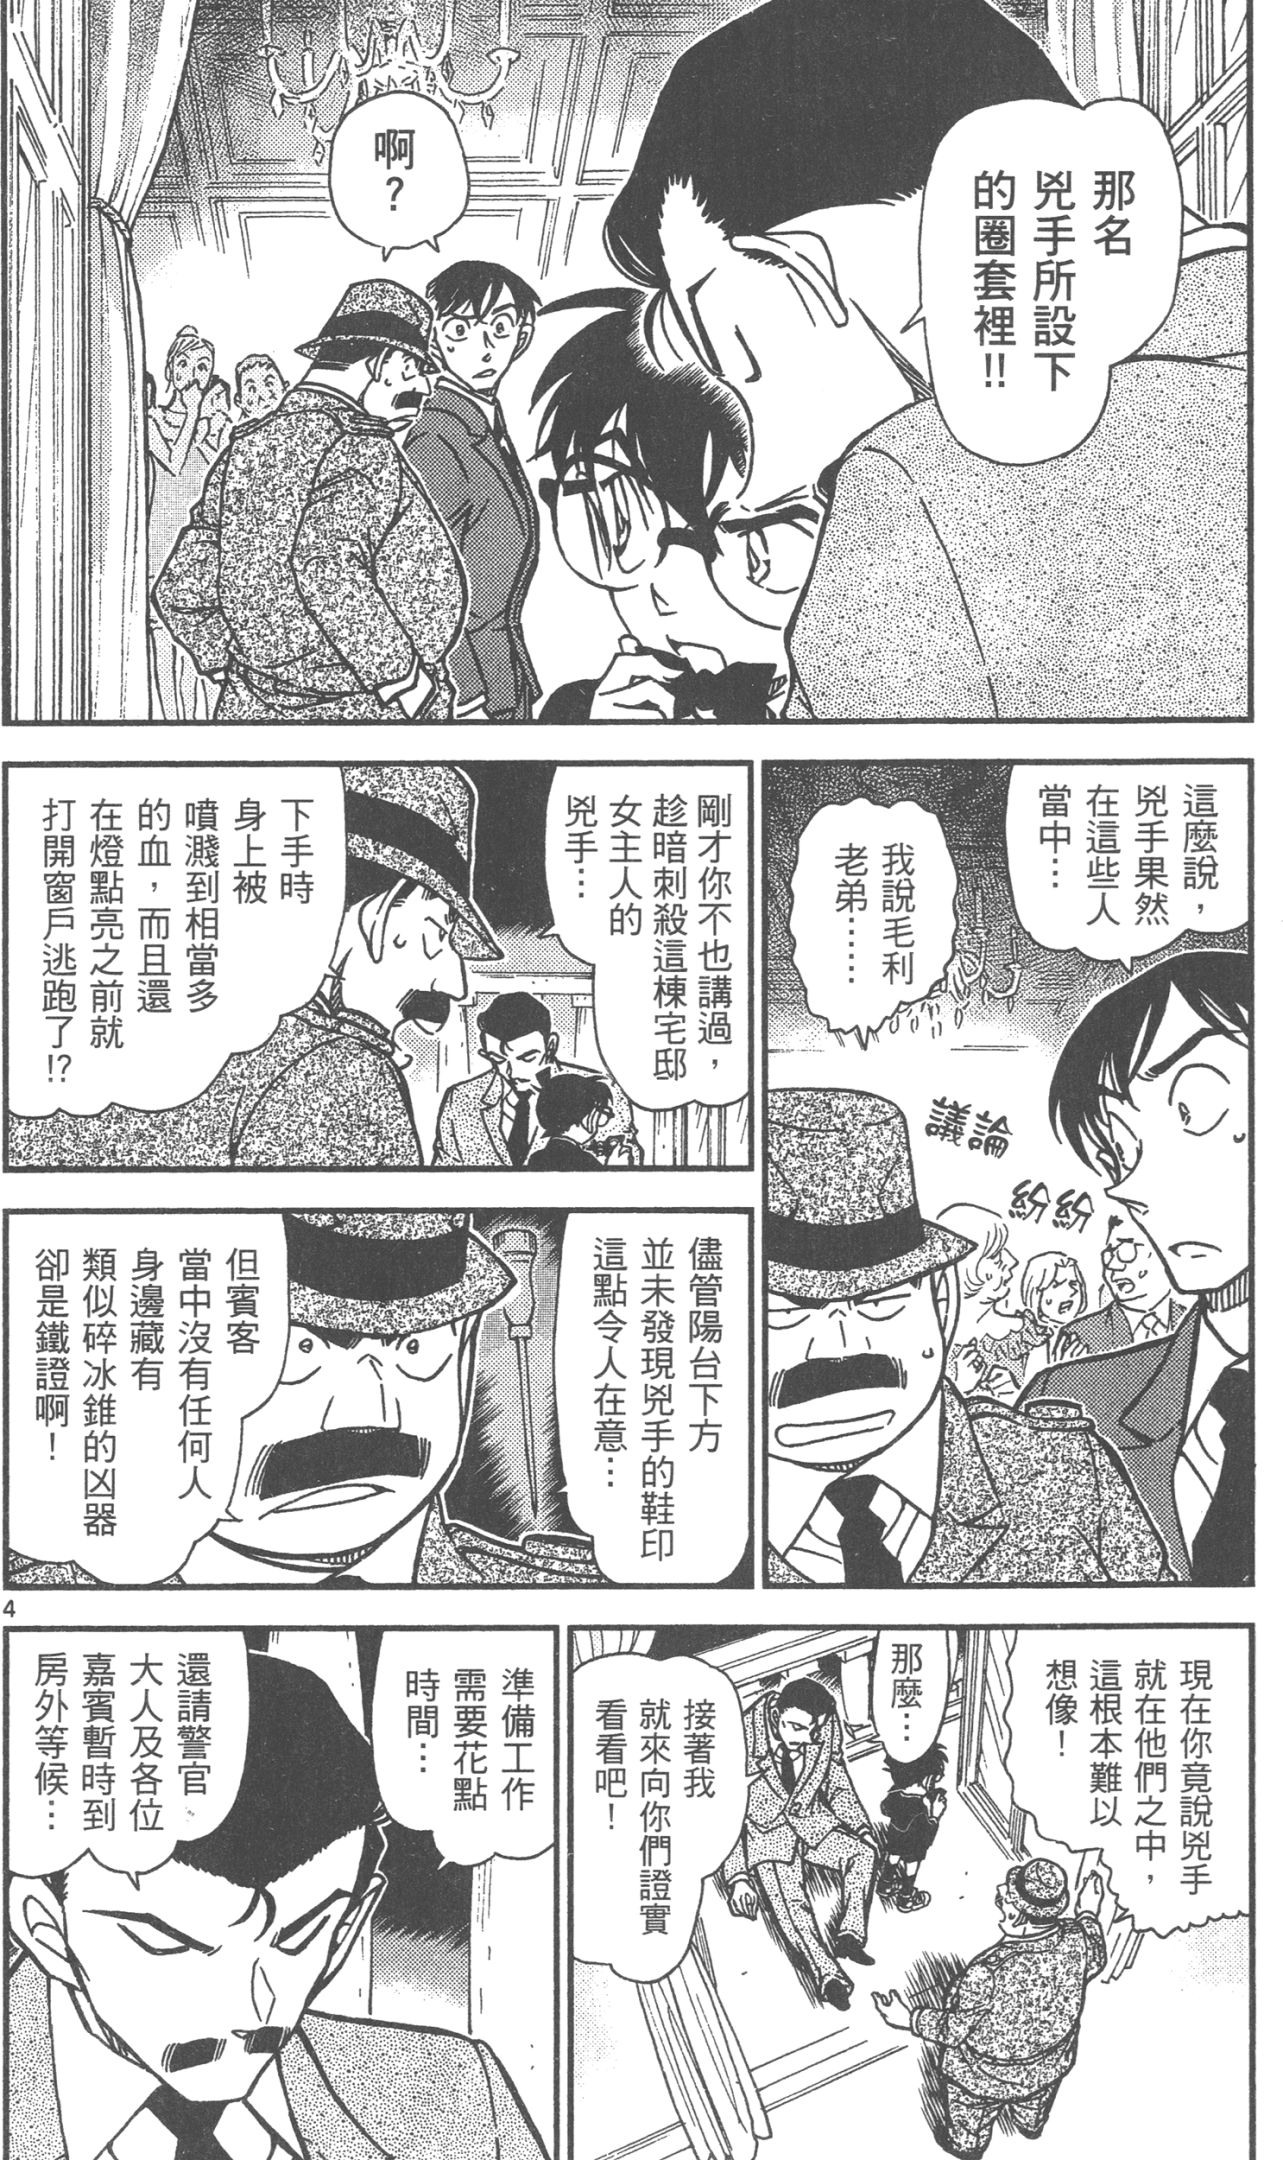 那名
兇手所設下
的圈套裡!!
啊?
這麼說,
兇手果然
在這些人
當中…
我說毛利
老弟……
議論
紛紛
剛才你不也講過,
趁暗刺殺這棟宅邸
女主人的
兇手…
下手時
身上被
噴濺到相當多
的血,而且還
在燈點亮之前就
打開窗戶逃跑了!?
儘管陽台下方
並未發現兇手的鞋印
這點令人在意…
但賓客
當中沒有任何人
身邊藏有
類似碎冰錐的凶器
卻是鐵證啊!
4
現在你竟說兇手
就在他們之中,
這根本難以
想像!
那麼…
接著我
就來向你們證實
看看吧!
準備工作
需要花點
時間…
還請警官
大人及各位
嘉賓暫時到
房外等候…